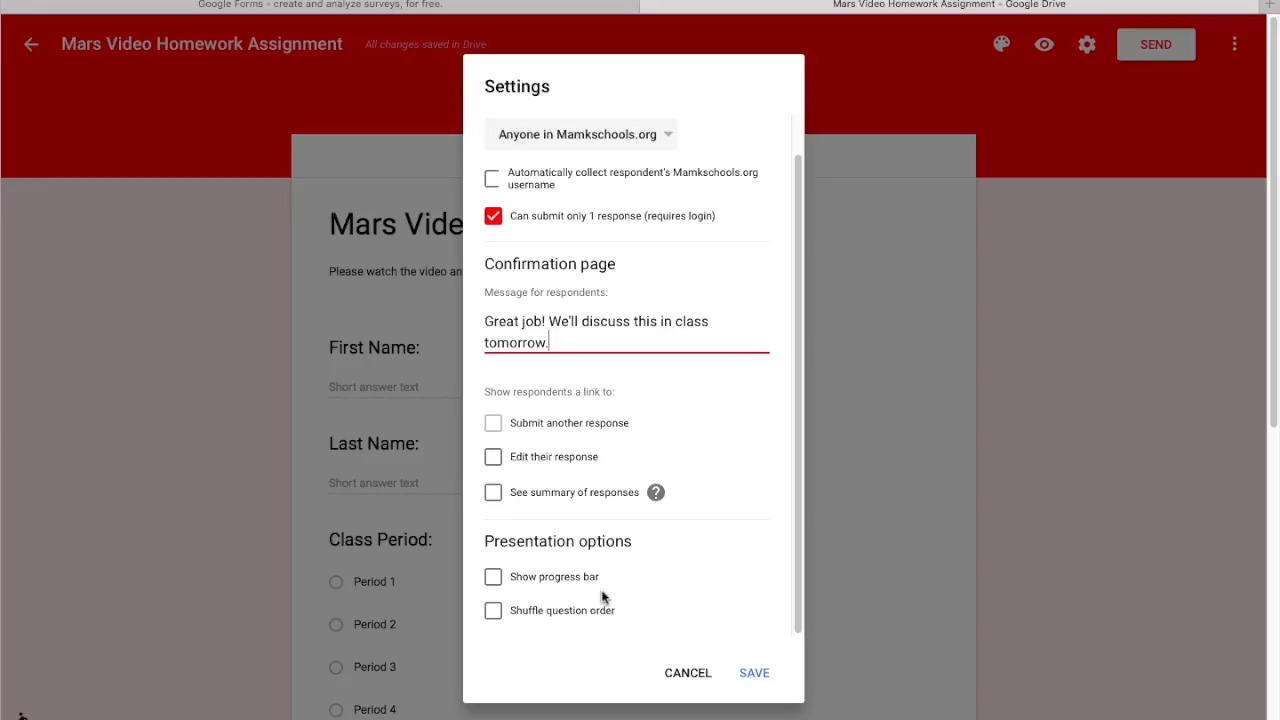 Google Forms - create and analyze surveys, for free.
Mars Video Homework Assignment - Google Drive
Mars Video Homework Assignment
All changes saved in Drive
SEND
Settings
Anyone in Mamkschools.org
Automatically collect respondent's Mamkschools.org
username
Can submit only 1 response (requires login)
Mars Vide
Confirmation page
Please watch the video an
Message for respondents:
Great job! We'll discuss this in class
tomorrow.
First Name:
Short answer text
Show respondents a link to:
Submit another response
Last Name:
Edit their response
Short answer text
See summary of responses ?
Class Period:
Presentation options
Period 1
Show progress bar
Shuffle question order
Period 2
Period 3
CANCEL
SAVE
Period 4